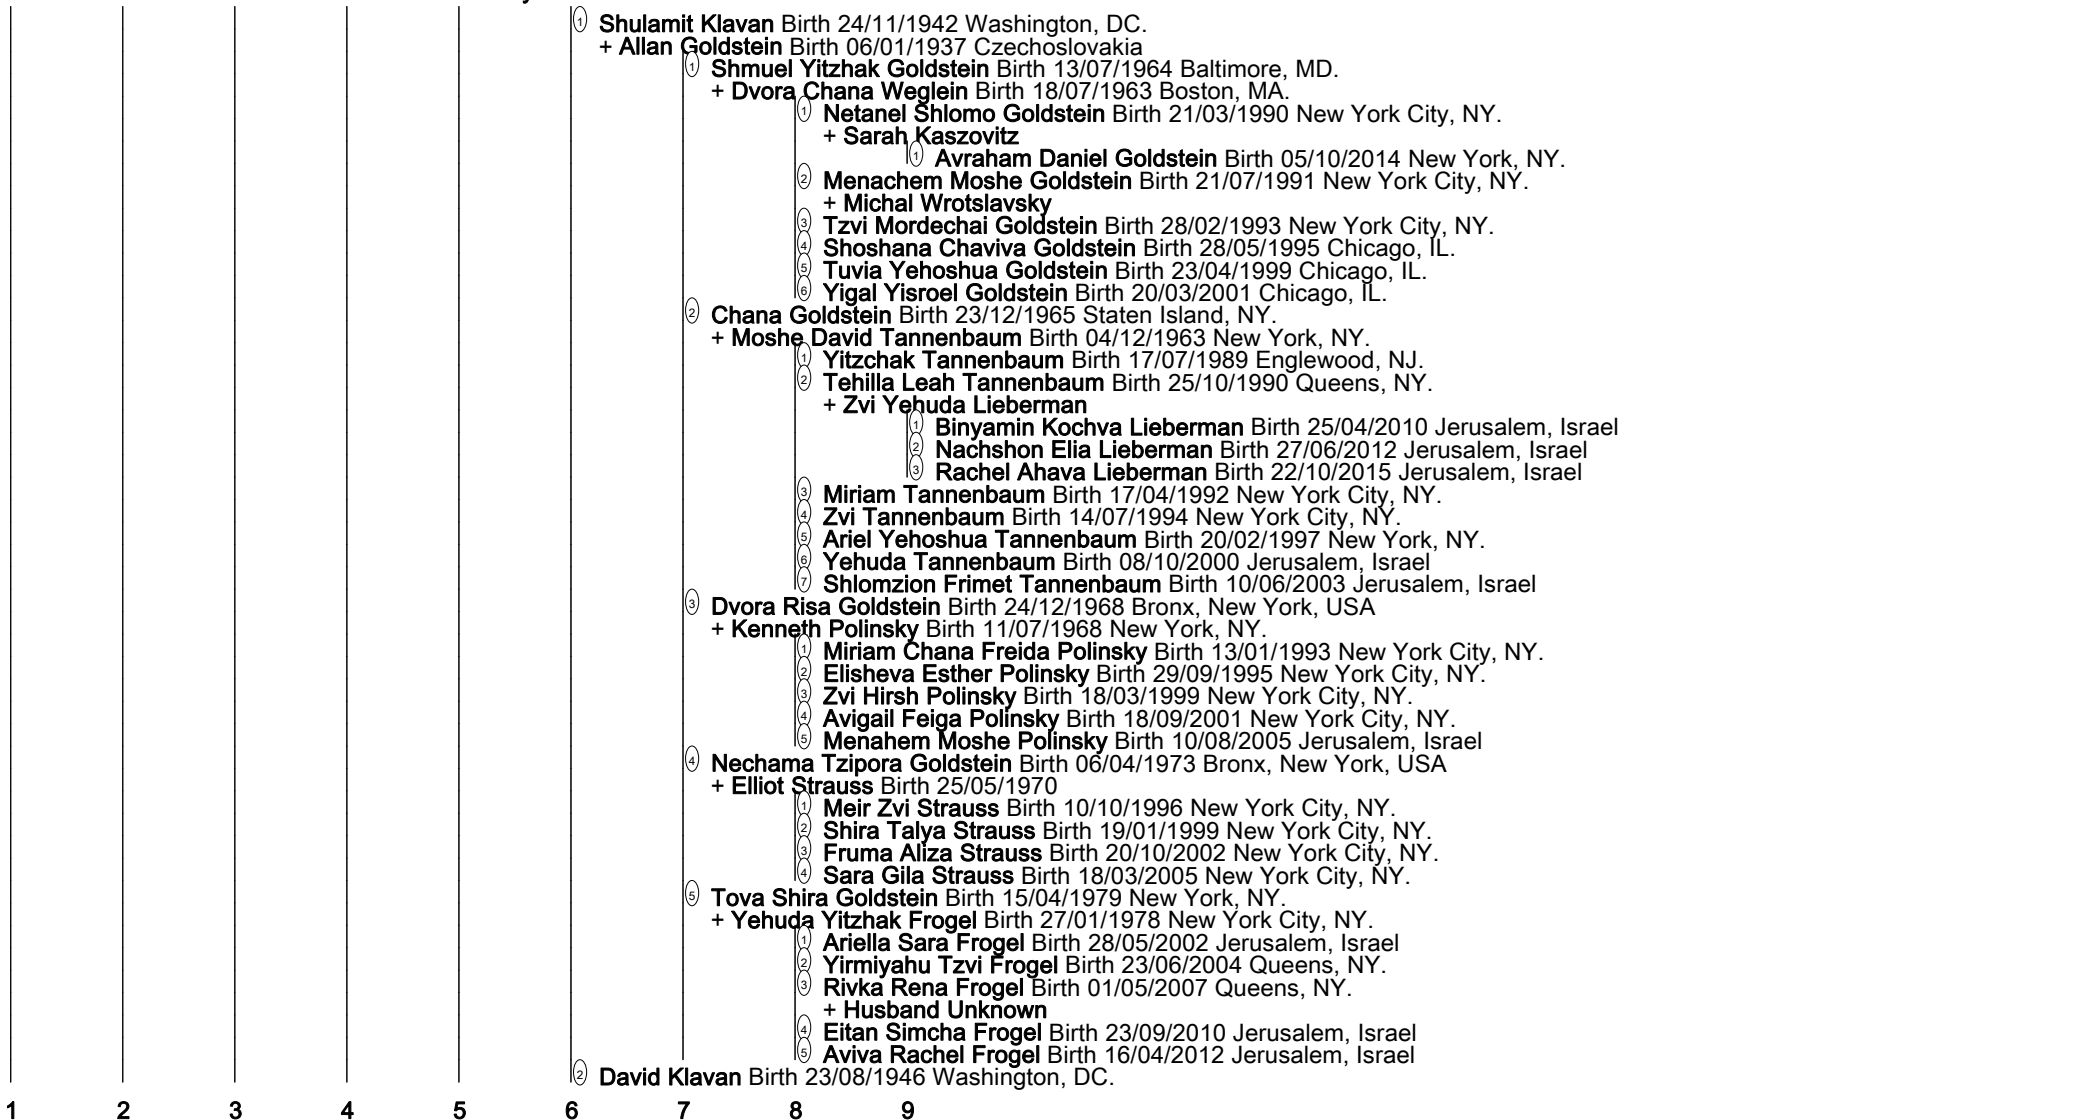 1 Shulamit Klavan Birth 24/11/1942 Washington, DC.
+ Allan Goldstein Birth 06/01/1937 Czechoslovakia
1 Shmuel Yitzhak Goldstein Birth 13/07/1964 Baltimore, MD.
+ Dvora Chana Weglein Birth 18/07/1963 Boston, MA.
1 Netanel Shlomo Goldstein Birth 21/03/1990 New York City, NY.
+ Sarah Kaszovitz
1 Avraham Daniel Goldstein Birth 05/10/2014 New York, NY.
2 Menachem Moshe Goldstein Birth 21/07/1991 New York City, NY.
+ Michal Wrotslavsky
3 Tzvi Mordechai Goldstein Birth 28/02/1993 New York City, NY.
4 Shoshana Chaviva Goldstein Birth 28/05/1995 Chicago, IL.
5 Tuvia Yehoshua Goldstein Birth 23/04/1999 Chicago, IL.
6 Yigal Yisroel Goldstein Birth 20/03/2001 Chicago, IL.
2 Chana Goldstein Birth 23/12/1965 Staten Island, NY.
+ Moshe David Tannenbaum Birth 04/12/1963 New York, NY.
1 Yitzchak Tannenbaum Birth 17/07/1989 Englewood, NJ.
2 Tehilla Leah Tannenbaum Birth 25/10/1990 Queens, NY.
+ Zvi Yehuda Lieberman
1 Binyamin Kochva Lieberman Birth 25/04/2010 Jerusalem, Israel
2 Nachshon Elia Lieberman Birth 27/06/2012 Jerusalem, Israel
3 Rachel Ahava Lieberman Birth 22/10/2015 Jerusalem, Israel
3 Miriam Tannenbaum Birth 17/04/1992 New York City, NY.
4 Zvi Tannenbaum Birth 14/07/1994 New York City, NY.
5 Ariel Yehoshua Tannenbaum Birth 20/02/1997 New York, NY.
6 Yehuda Tannenbaum Birth 08/10/2000 Jerusalem, Israel
7 Shlomzion Frimet Tannenbaum Birth 10/06/2003 Jerusalem, Israel
3 Dvora Risa Goldstein Birth 24/12/1968 Bronx, New York, USA
+ Kenneth Polinsky Birth 11/07/1968 New York, NY.
1 Miriam Chana Freida Polinsky Birth 13/01/1993 New York City, NY.
2 Elisheva Esther Polinsky Birth 29/09/1995 New York City, NY.
3 Zvi Hirsh Polinsky Birth 18/03/1999 New York City, NY.
4 Avigail Feiga Polinsky Birth 18/09/2001 New York City, NY.
5 Menahem Moshe Polinsky Birth 10/08/2005 Jerusalem, Israel
4 Nechama Tzipora Goldstein Birth 06/04/1973 Bronx, New York, USA
+ Elliot Strauss Birth 25/05/1970
1 Meir Zvi Strauss Birth 10/10/1996 New York City, NY.
2 Shira Talya Strauss Birth 19/01/1999 New York City, NY.
3 Fruma Aliza Strauss Birth 20/10/2002 New York City, NY.
4 Sara Gila Strauss Birth 18/03/2005 New York City, NY.
5 Tova Shira Goldstein Birth 15/04/1979 New York, NY.
+ Yehuda Yitzhak Frogel Birth 27/01/1978 New York City, NY.
1 Ariella Sara Frogel Birth 28/05/2002 Jerusalem, Israel
2 Yirmiyahu Tzvi Frogel Birth 23/06/2004 Queens, NY.
3 Rivka Rena Frogel Birth 01/05/2007 Queens, NY.
+ Husband Unknown
4 Eitan Simcha Frogel Birth 23/09/2010 Jerusalem, Israel
5 Aviva Rachel Frogel Birth 16/04/2012 Jerusalem, Israel
2 David Klavan Birth 23/08/1946 Washington, DC.
1 2 3 4 5 6 7 8 9